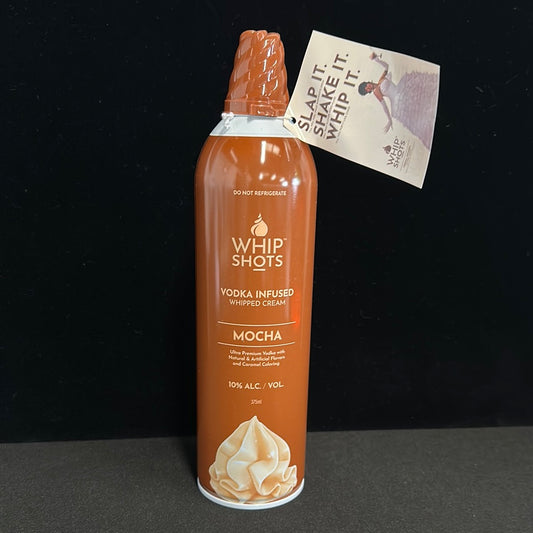 SLAP IT.
SHAKE IT.
WHIP IT.
WHIP
SHOTS
DO NOT REFRIGERATE
WHIP™
SHOTS
VODKA INFUSED
WHIPPED CREAM
MOCHA
Ultra Premium Vodka with
Natural & Artificial Flavors
and Caramel Coloring
10% ALC. / VOL.
375ml